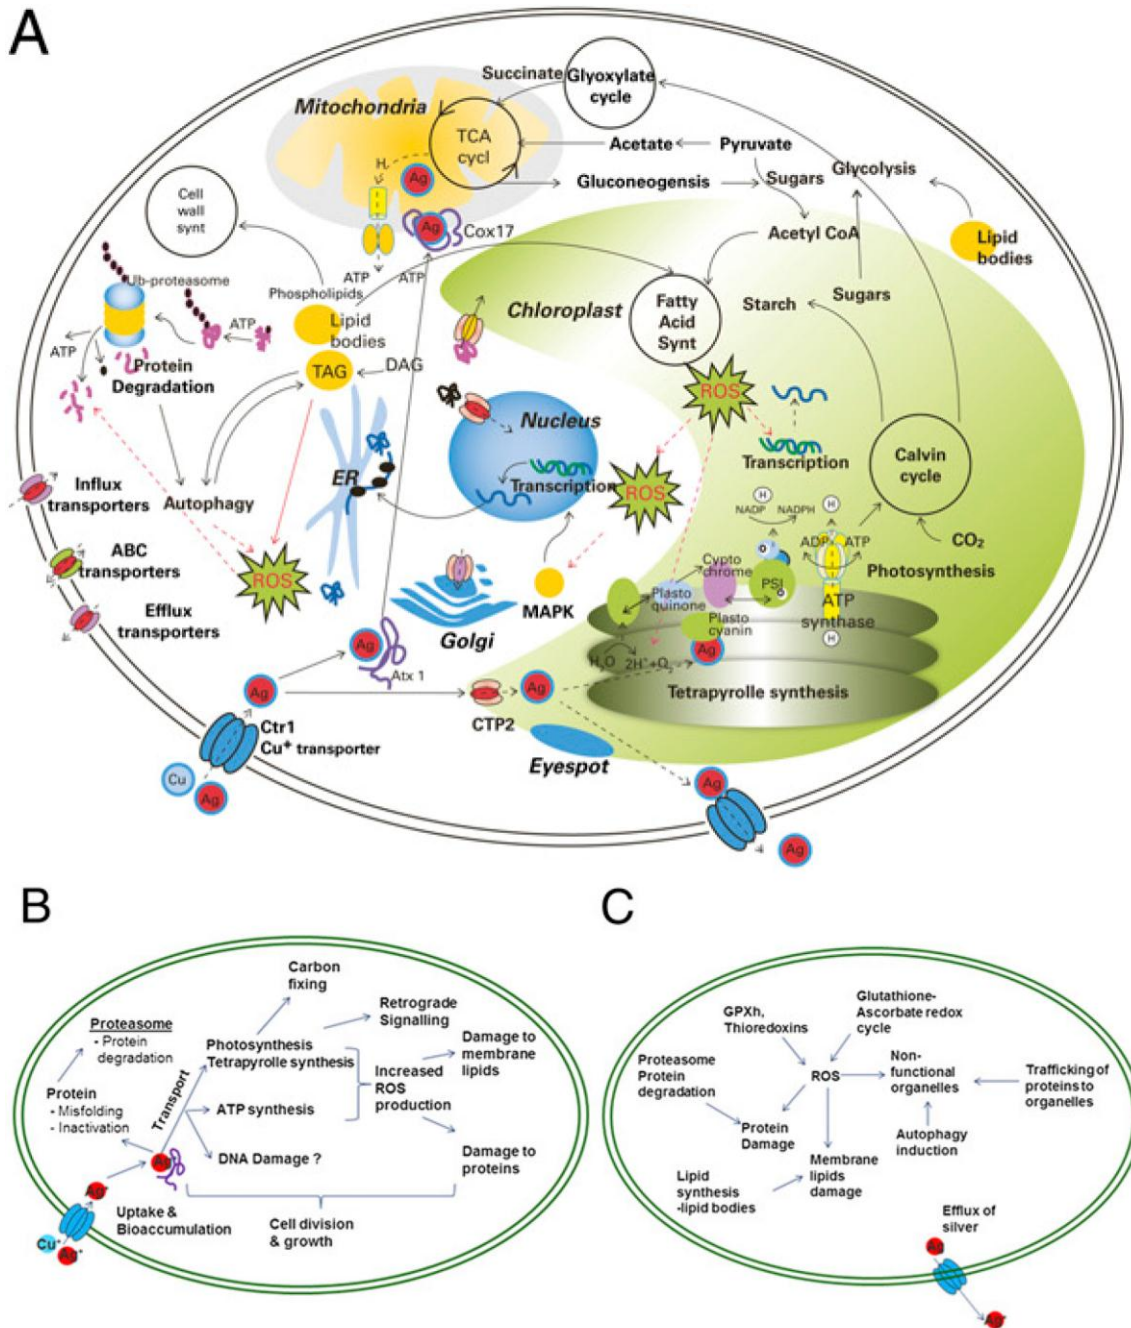 A
Succinate
Glyoxylate
cycle
Mitochondria
TCA
cycl
Acetate
Pyruvate
Glycolysis
H
Ag
Gluconeogensis
Sugars
Cell
wall
synt
Ag
Cox17
Acetyl CoA
Lipid
bodies
Ub-proteasome
ATP
ATP
Phospholipids
Chloroplast
Fatty
Acid
Synt
Starch
Sugars
ATP
Lipid
bodies
ATP
Protein
Degradation
TAG
DAG
ROS
Nucleus
Calvin
cycle
ER
Transcription
Transcription
ROS
Influx
transporters
Autophagy
H
NADP
NADPH
H
CO₂
ADP
ATP
ABC
transporters
ROS
Cypto
chrome
PSI
Photosynthesis
MAPK
Plasto
quinone
ATP
synthase
Efflux
transporters
Golgi
Plasto
cyanin
H
Ag
Atx 1
Ag
H₂O
2H⁺+O₂
Tetrapyrolle synthesis
Ag
Ag
CTP2
Ctr1
Cu⁺ transporter
Eyespot
Cu
Ag
Ag
Ag
B
Carbon
fixing
Retrograde
Signalling
Proteasome
- Protein
degradation
Photosynthesis
Tetrapyrolle synthesis
Damage to
membrane
lipids
Increased
ROS
production
Transport
Protein
- Misfolding
- Inactivation
ATP synthesis
DNA Damage ?
Damage to
proteins
Ag
Ag⁺
Uptake &
Bioaccumulation
Cell division
& growth
Cu⁺
Ag⁺
C
GPXh,
Thioredoxins
Glutathione-
Ascorbate redox
cycle
Proteasome
Protein
degradation
ROS
Non-
functional
organelles
Trafficking of
proteins to
organelles
Protein
Damage
Autophagy
induction
Membrane
lipids
damage
Lipid
synthesis
-lipid bodies
Efflux of
silver
Ag
Ag⁺